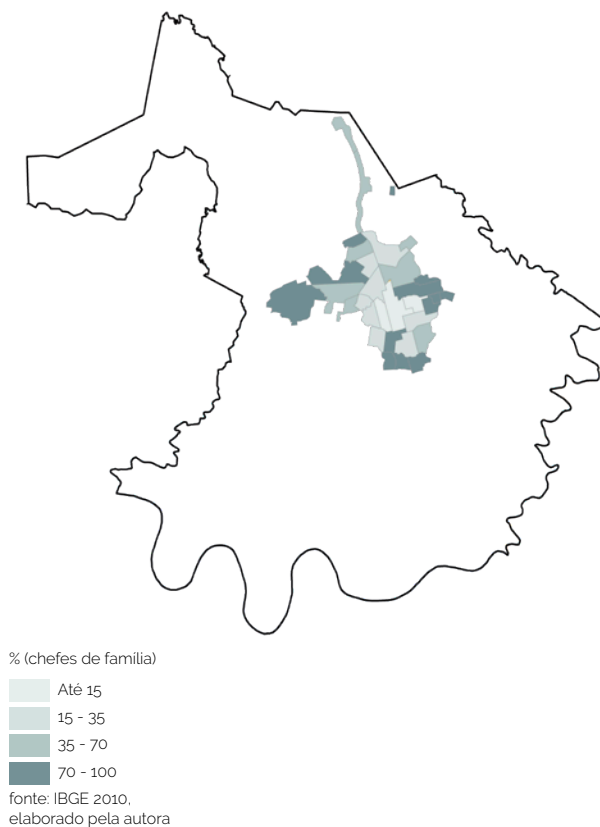 % (chefes de família)
Até 15
15 - 35
35 - 70
70 - 100
fonte: IBGE 2010,
elaborado pela autora